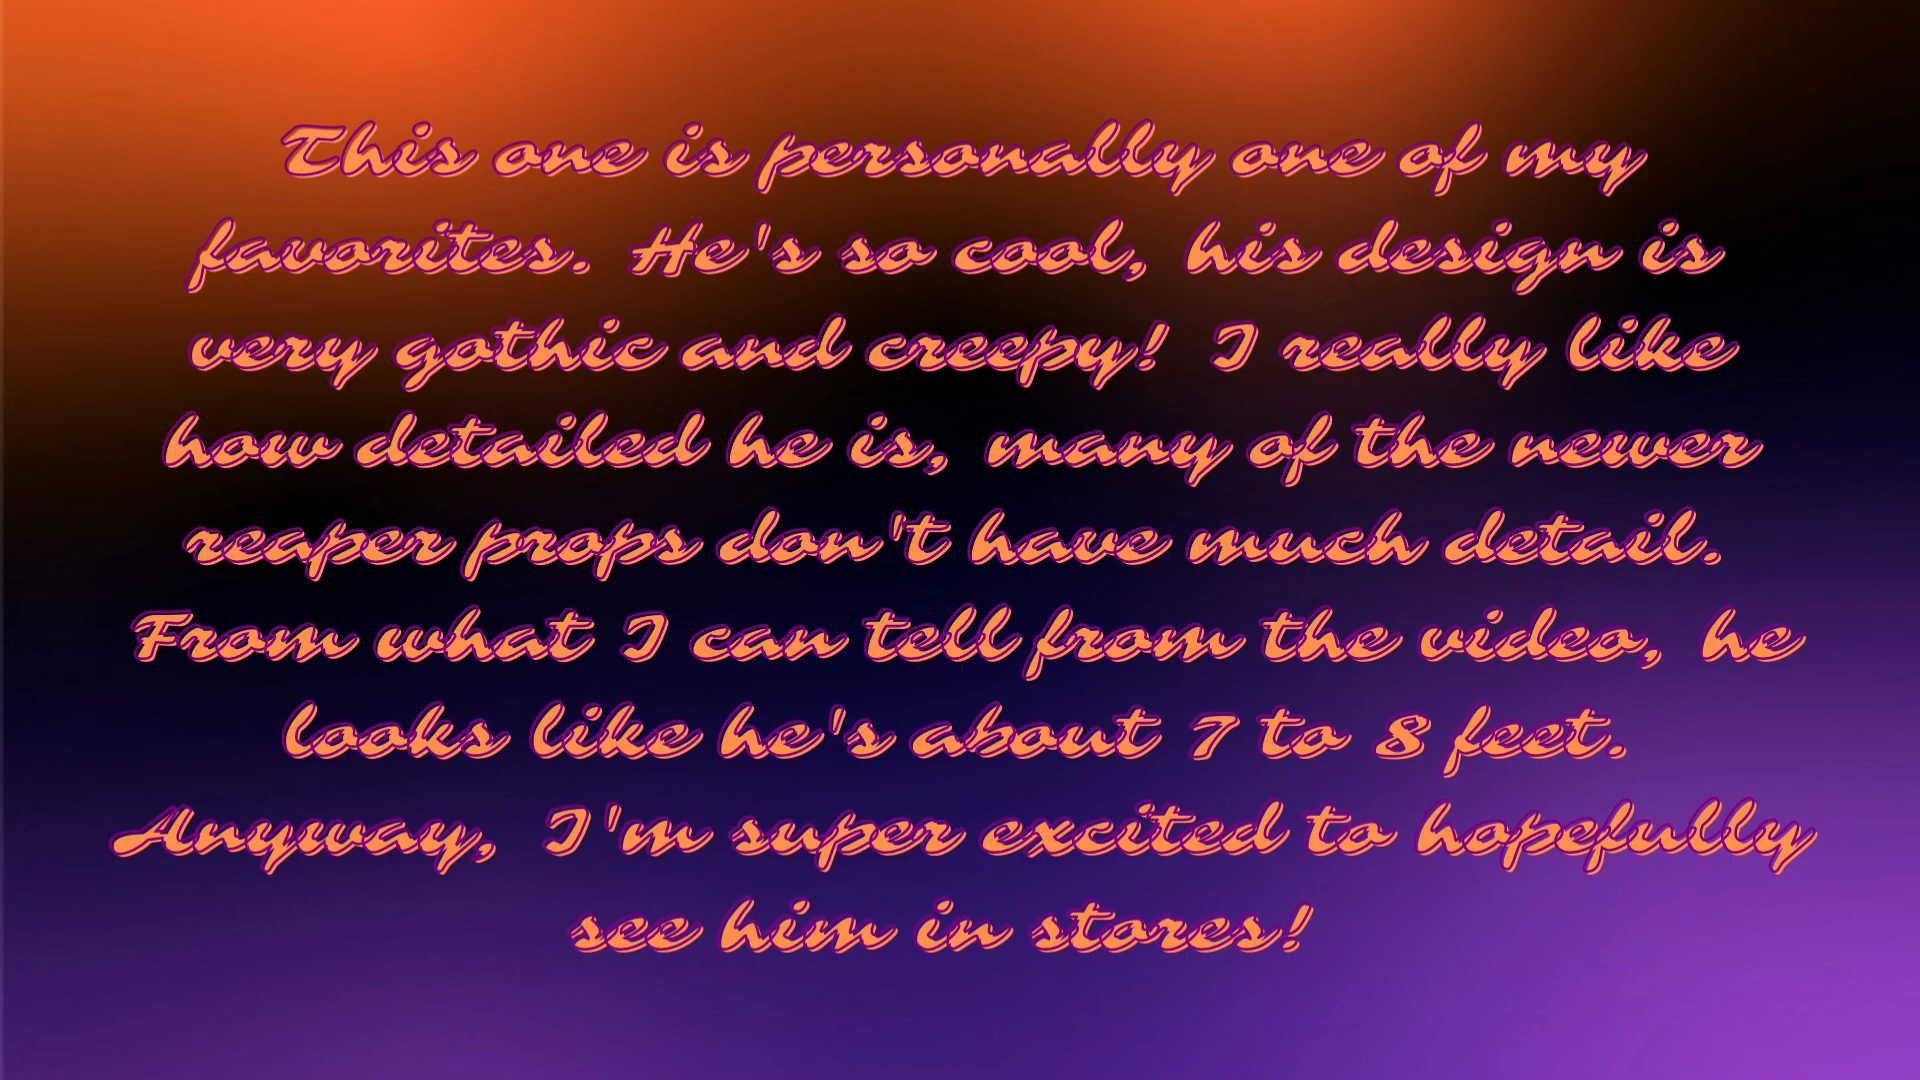 This one is personally one of my
favorites. He's so cool, his design is
very gothic and creepy! I really like
how detailed he is, many of the newer
reaper props don't have much detail.
From what I can tell from the video, he
looks like he's about 7 to 8 feet.
Anyway, I'm super excited to hopefully
see him in stores!